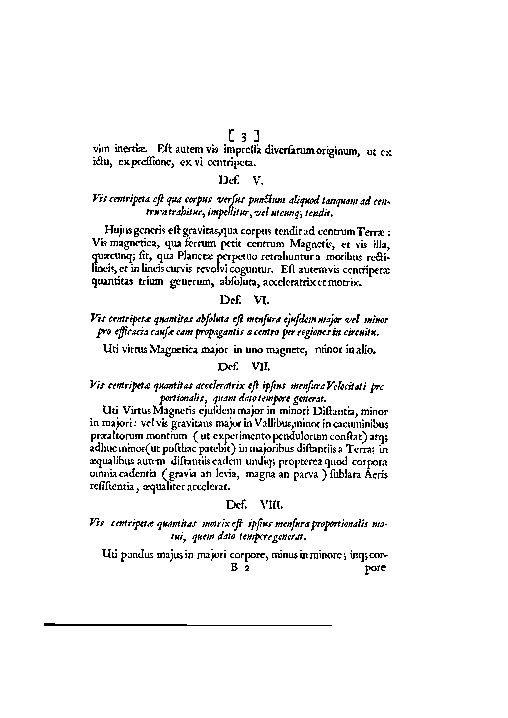 [ 3 ]
vim inertiæ. Eſt autem vis impreſſa diverſarum originum, ut ex
ictu, ex preſſione, ex vi centripeta.
Def. V.
Vis centripeta eſt qua corpus verſus punctum aliquod tanquam ad cen-
trum trahitur, impellitur, vel utcunq; tendit.
Hujus generis eſt gravitas, qua corpus tendit ad centrum Terræ:
Vis magnetica, qua ferrum petit centrum Magnetis, et vis illa,
quæcunq; ſit, qua Planetæ perpetuo retrahuntur a motibus recti-
lineis, et in lineis curvis revolvi coguntur. Eſt autem vis centripetæ
quantitas trium generum, abſoluta, acceleratrix et motrix.
Def. VI.
Vis centripetæ quantitas abſoluta eſt menſura ejuſdem major vel minor
pro efficacia cauſæ eam propagantis a centro per regiones in circuitu.
Uti virtus Magnetica major in uno magnete, minor in alio.
Def. VII.
Vis centripetæ quantitas acceleratrix eſt ipſius menſura Velocitati pro
portionalis, quam dato tempore generat.
Uti Virtus Magnetis ejuſdem major in minori Diſtantia, minor
in majori: vel vis gravitans major in Vallibus, minor in cacuminibus
præaltorum montium ( ut experimento pendulorum conſtat) atq;
adhuc minor (ut poſthac patebit) in majoribus diſtantiis a Terra; in
æqualibus autem diſtantiis eadem undiq; propterea quod corpora
omnia cadentia ( gravia an levia, magna an parva ) ſublata Aeris
reſiſtentia, æqualiter accelerat.
Def. VIII.
Vis centripetæ quantitas motrix eſt ipſius menſura proportionalis mo-
tui, quem dato tempore generat.
Uti pondus majus in majori corpore, minus in minore; inq; cor-
B 2 pore